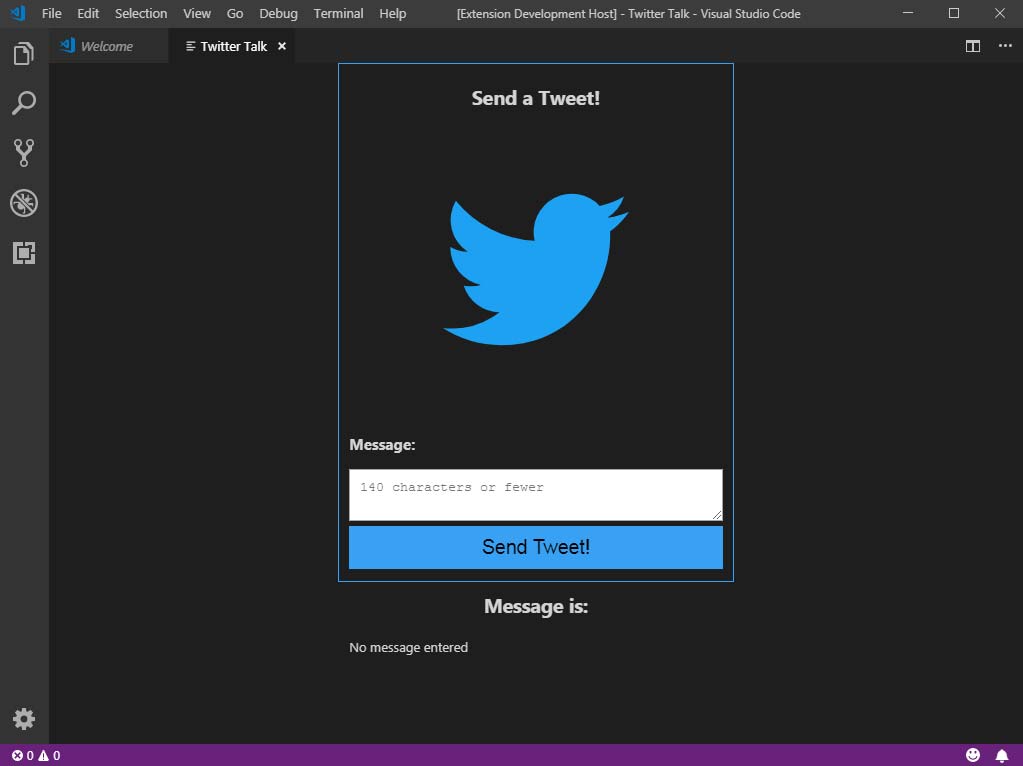 File Edit Selection View Go Debug Terminal Help [Extension Development Host] - Twitter Talk - Visual Studio Code
Welcome Twitter Talk
Send a Tweet!
Message:
140 characters or fewer
Send Tweet!
Message is:
No message entered
0 0